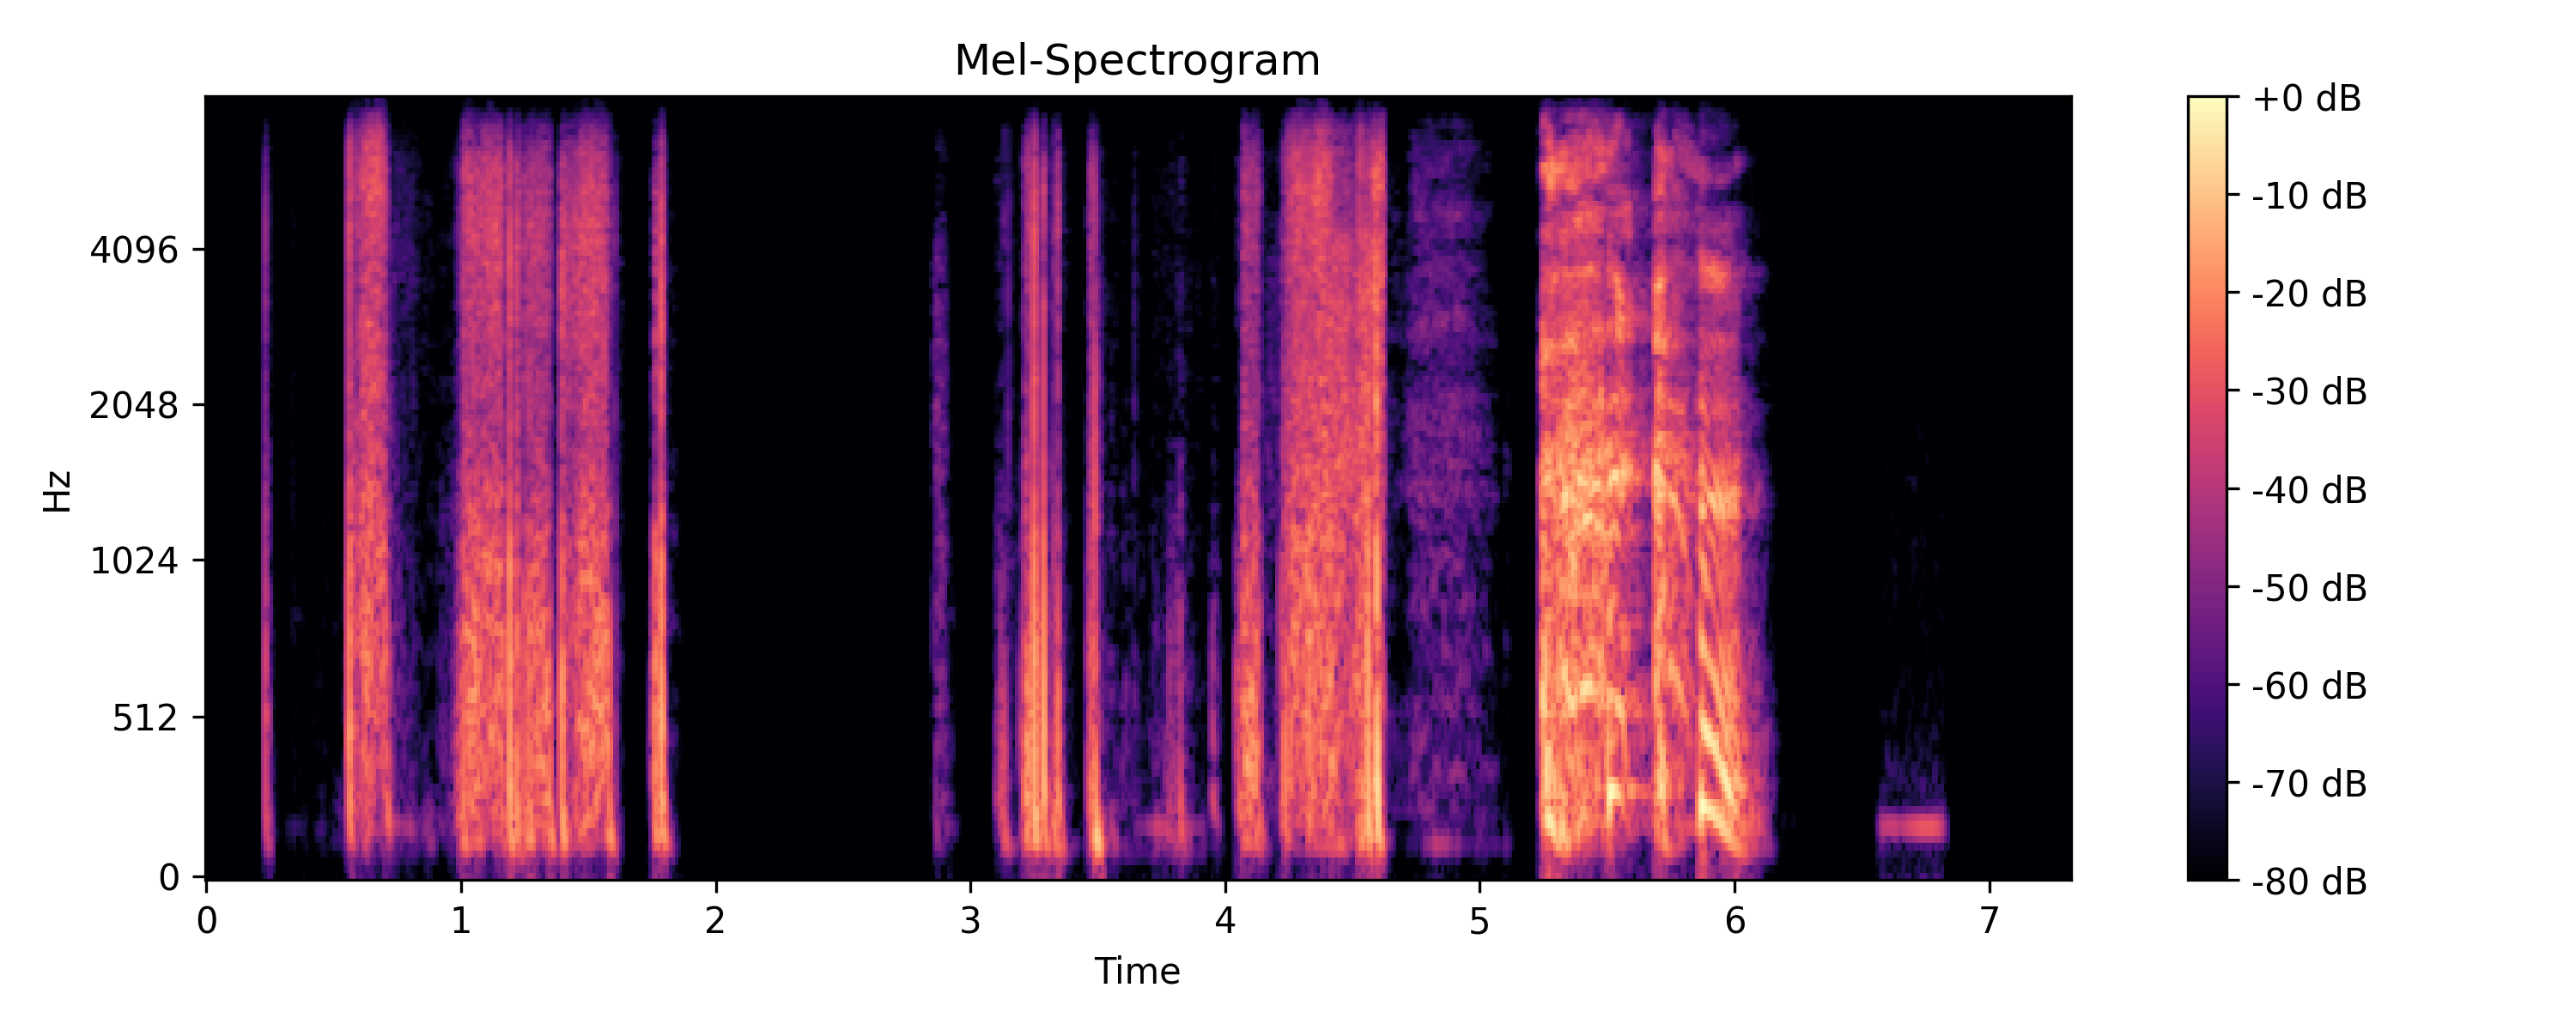 Mel-Spectrogram
+0 dB
-10 dB
4096
-20 dB
2048
-30 dB
Hz
-40 dB
1024
-50 dB
512
-60 dB
-70 dB
0
-80 dB
0 1 2 3 4 5 6 7
Time